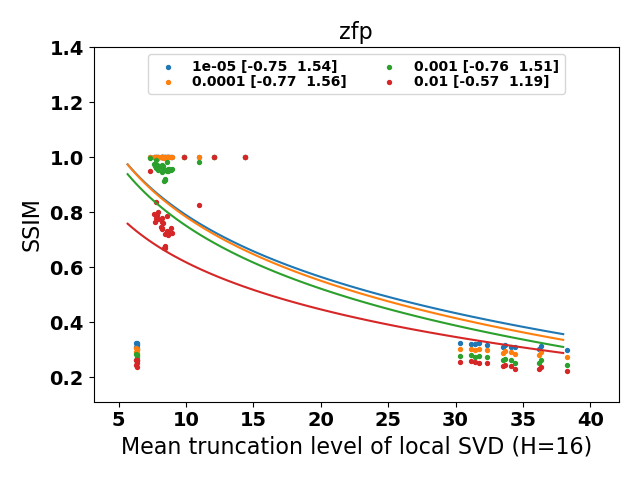 zfp
1e-05 [-0.75  1.54]
0.0001 [-0.77  1.56]
0.001 [-0.76  1.51]
0.01 [-0.57  1.19]
SSIM
1.4
1.2
1.0
0.8
0.6
0.4
0.2
5 10 15 20 25 30 35 40
Mean truncation level of local SVD (H=16)